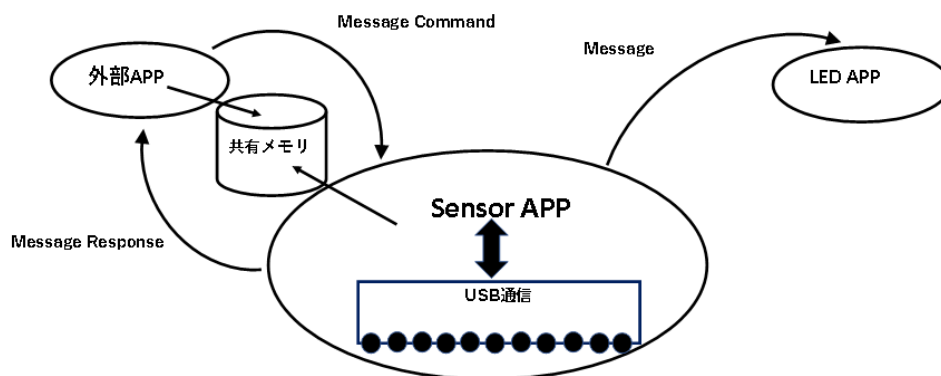 Message Command
Message
外部APP
LED APP
共有メモリ
Sensor APP
Message Response
USB通信